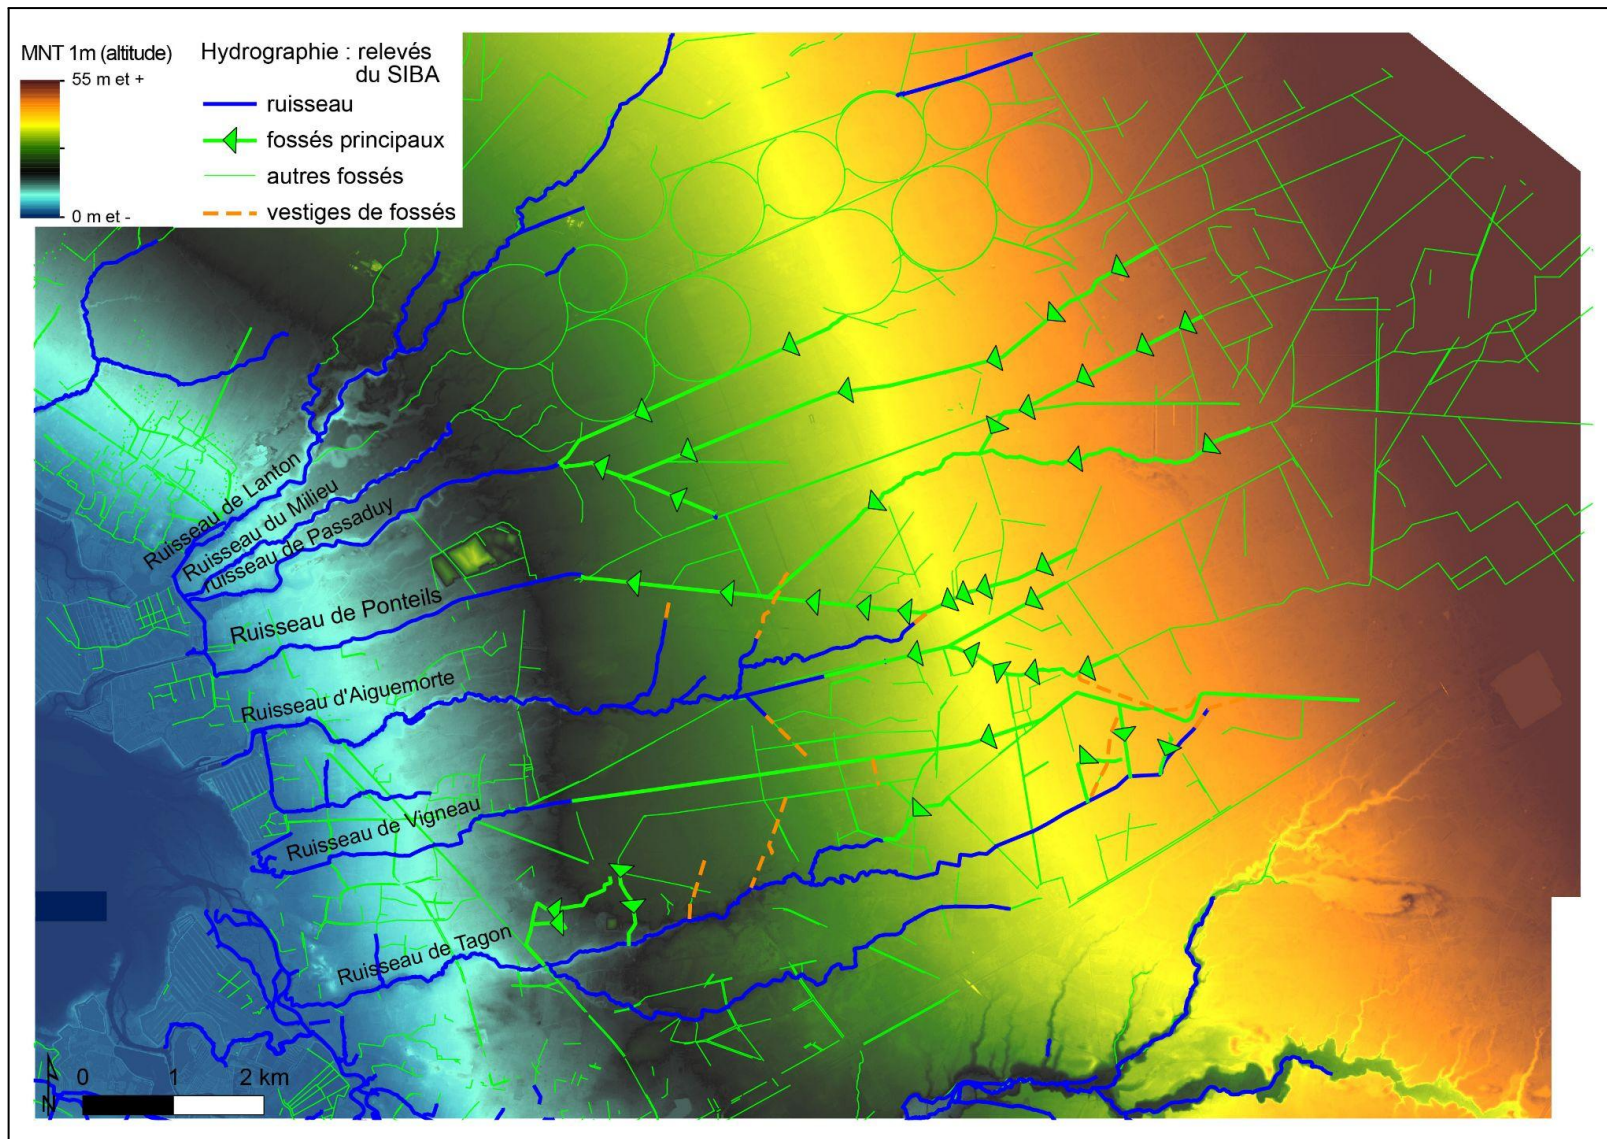 MNT 1m (altitude)
55 m et +
0 m et -
Hydrographie : relevés
du SIBA
ruisseau
fossés principaux
autres fossés
vestiges de fossés
Ruisseau de Lanton
Ruisseau du Milieu
ruisseau de Passaduy
Ruisseau de Ponteils
Ruisseau d'Aiguemorte
Ruisseau de Vigneau
Ruisseau de Tagon
N
0 1 2 km